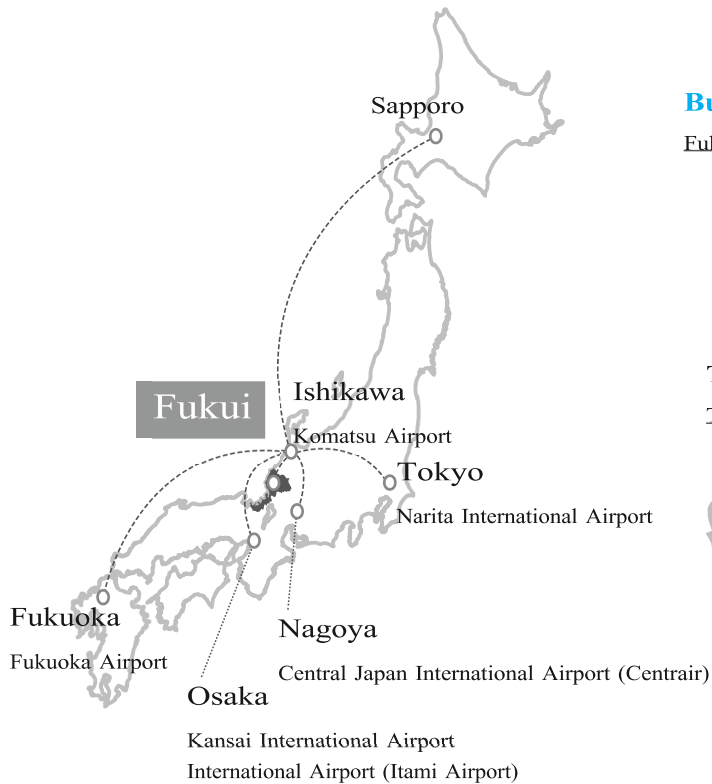 Sapporo
Ishikawa
Fukui
Komatsu Airport
Tokyo
Narita International Airport
Fukuoka
Fukuoka Airport
Nagoya
Central Japan International Airport (Centrair)
Osaka
Kansai International Airport
International Airport (Itami Airport)